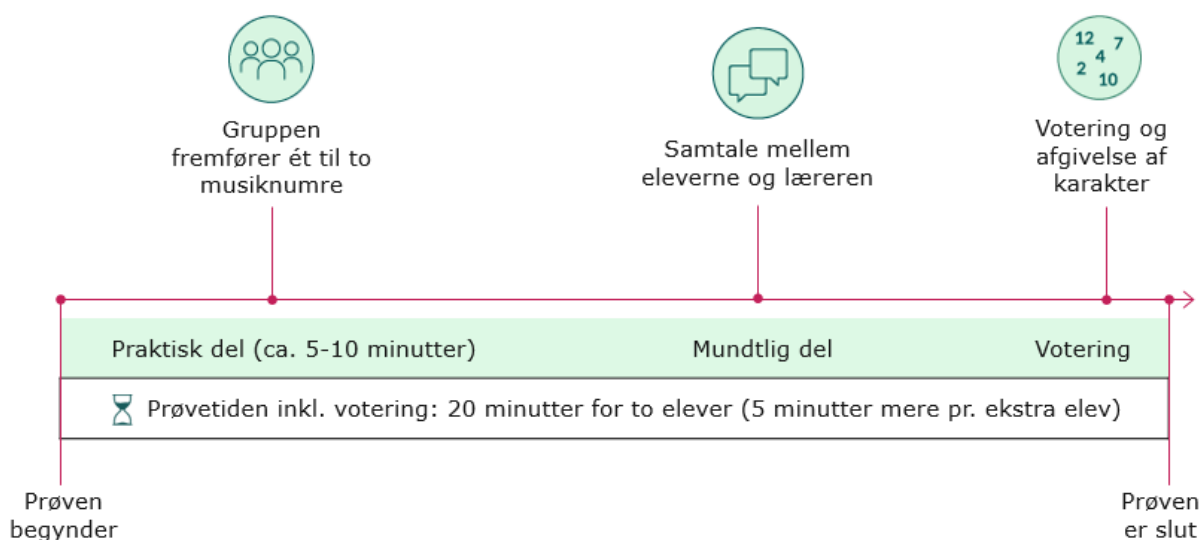 Gruppen
fremfører ét til to
musiknumre
Samtale mellem
eleverne og læreren
12 7
4
2
10
Votering og
afgivelse af
karakter
Praktisk del (ca. 5-10 minutter)
Mundtlig del
Votering
Prøvetiden inkl. votering: 20 minutter for to elever (5 minutter mere pr. ekstra elev)
Prøven
begynder
Prøven
er slut